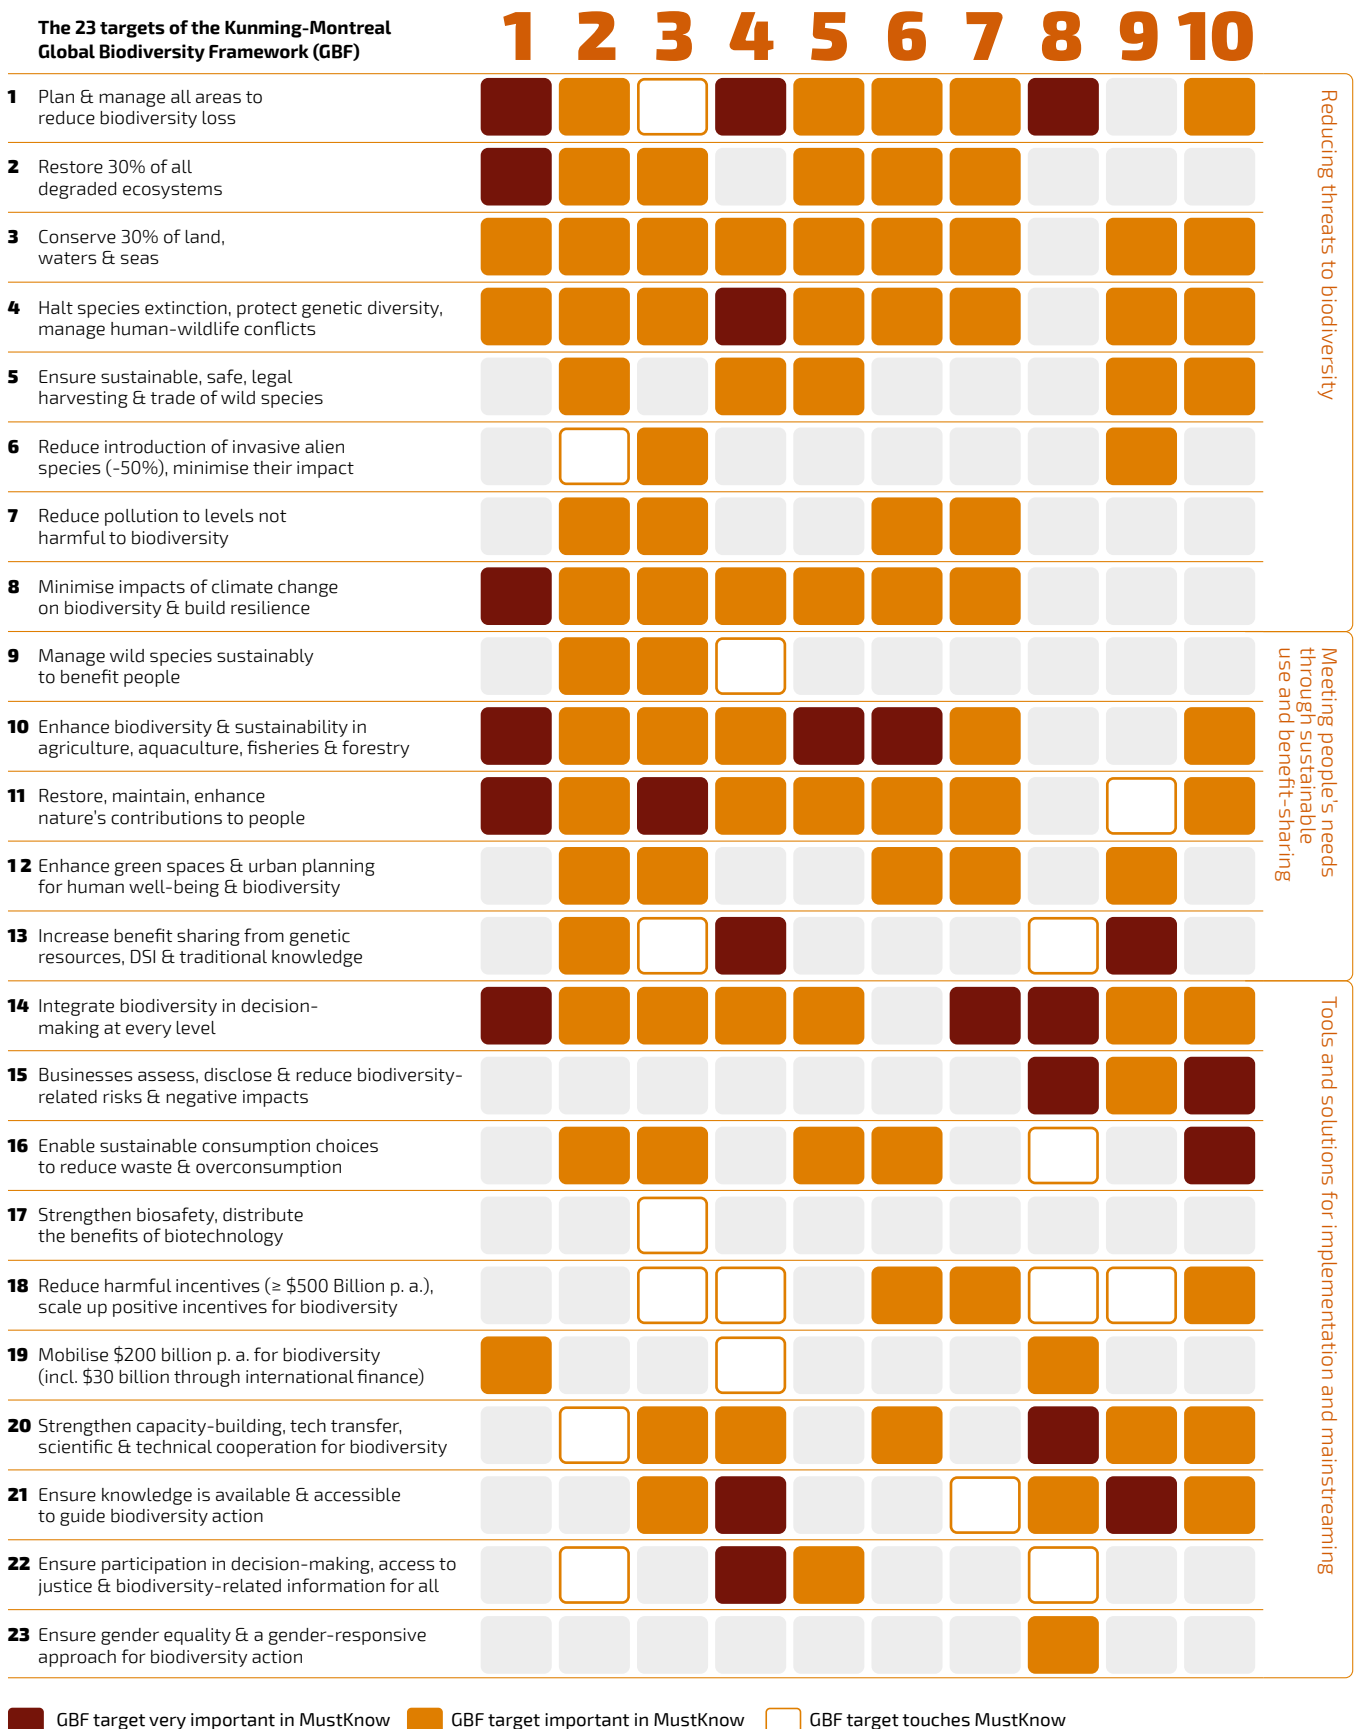 The 23 targets of the Kunming-Montreal
Global Biodiversity Framework (GBF)
1 2 3 4 5 6 7 8 9 10
1 Plan & manage all areas to
reduce biodiversity loss
2 Restore 30% of all
degraded ecosystems
3 Conserve 30% of land,
waters & seas
4 Halt species extinction, protect genetic diversity,
manage human-wildlife conflicts
5 Ensure sustainable, safe, legal
harvesting & trade of wild species
6 Reduce introduction of invasive alien
species (-50%), minimise their impact
7 Reduce pollution to levels not
harmful to biodiversity
8 Minimise impacts of climate change
on biodiversity & build resilience
Reducing threats to biodiversity
9 Manage wild species sustainably
to benefit people
10 Enhance biodiversity & sustainability in
agriculture, aquaculture, fisheries & forestry
11 Restore, maintain, enhance
nature's contributions to people
12 Enhance green spaces & urban planning
for human well-being & biodiversity
13 Increase benefit sharing from genetic
resources, DSI & traditional knowledge
Meeting people's needs
through sustainable
use and benefit-sharing
14 Integrate biodiversity in decision-
making at every level
15 Businesses assess, disclose & reduce biodiversity-
related risks & negative impacts
16 Enable sustainable consumption choices
to reduce waste & overconsumption
17 Strengthen biosafety, distribute
the benefits of biotechnology
18 Reduce harmful incentives (≥ $500 Billion p. a.),
scale up positive incentives for biodiversity
19 Mobilise $200 billion p. a. for biodiversity
(incl. $30 billion through international finance)
20 Strengthen capacity-building, tech transfer,
scientific & technical cooperation for biodiversity
21 Ensure knowledge is available & accessible
to guide biodiversity action
22 Ensure participation in decision-making, access to
justice & biodiversity-related information for all
23 Ensure gender equality & a gender-responsive
approach for biodiversity action
Tools and solutions for implementation and mainstreaming
GBF target very important in MustKnow GBF target important in MustKnow GBF target touches MustKnow